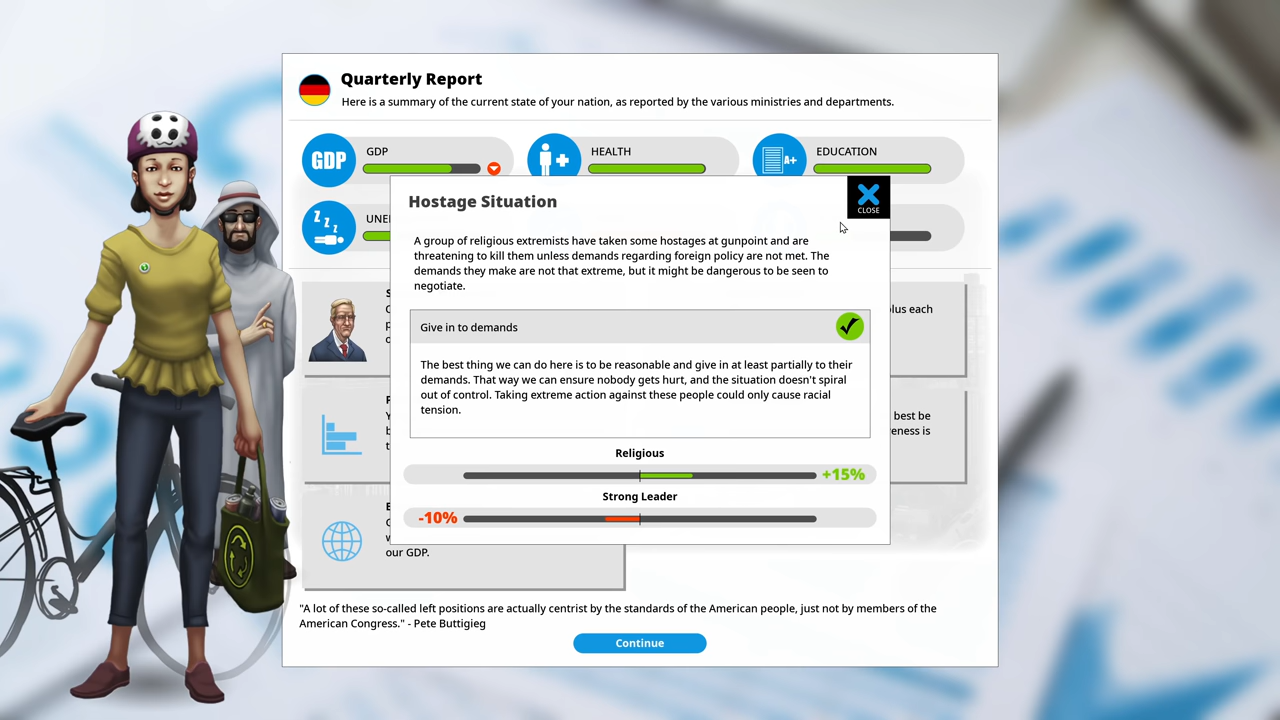 Quarterly Report
Here is a summary of the current state of your nation, as reported by the various ministries and departments.
GDP
GDP
HEALTH
A+
EDUCATION
Hostage Situation
CLOSE
Z Z Z
A group of religious extremists have taken some hostages at gunpoint and are
threatening to kill them unless demands regarding foreign policy are not met. The
demands they make are not that extreme, but it might be dangerous to be seen to
negotiate.
plus each
Give in to demands
The best thing we can do here is to be reasonable and give in at least partially to their
demands. That way we can ensure nobody gets hurt, and the situation doesn't spiral
out of control. Taking extreme action against these people could only cause racial
tension.
best be
Religious
+15%
Strong Leader
-10%
our GDP.
"A lot of these so-called left positions are actually centrist by the standards of the American people, just not by members of the
American Congress." - Pete Buttigieg
Continue